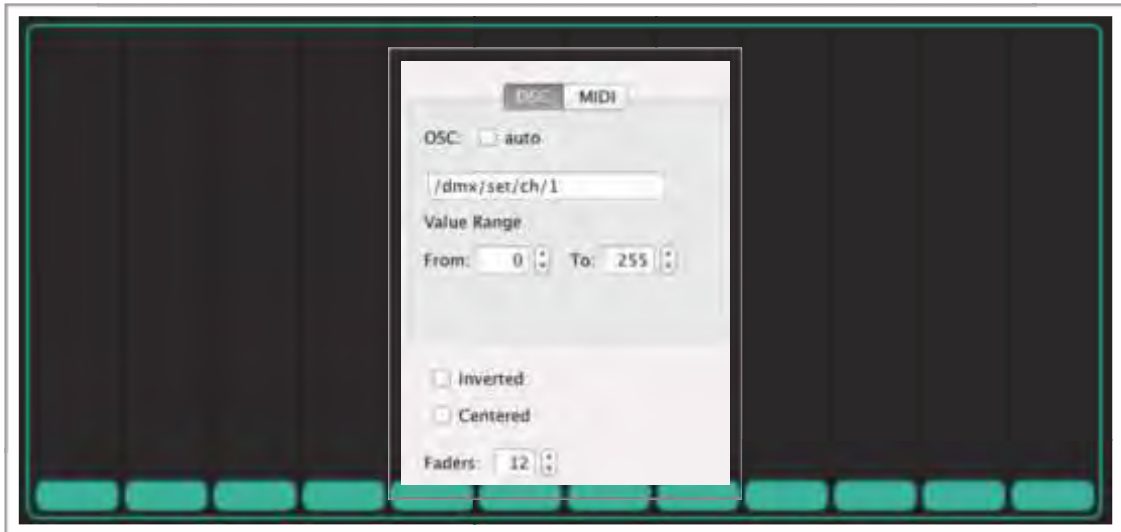 OSC MIDI
OSC: auto
/dmx/set/ch/1
Value Range
From: 0 To: 255
Inverted
Centered
Faders: 12